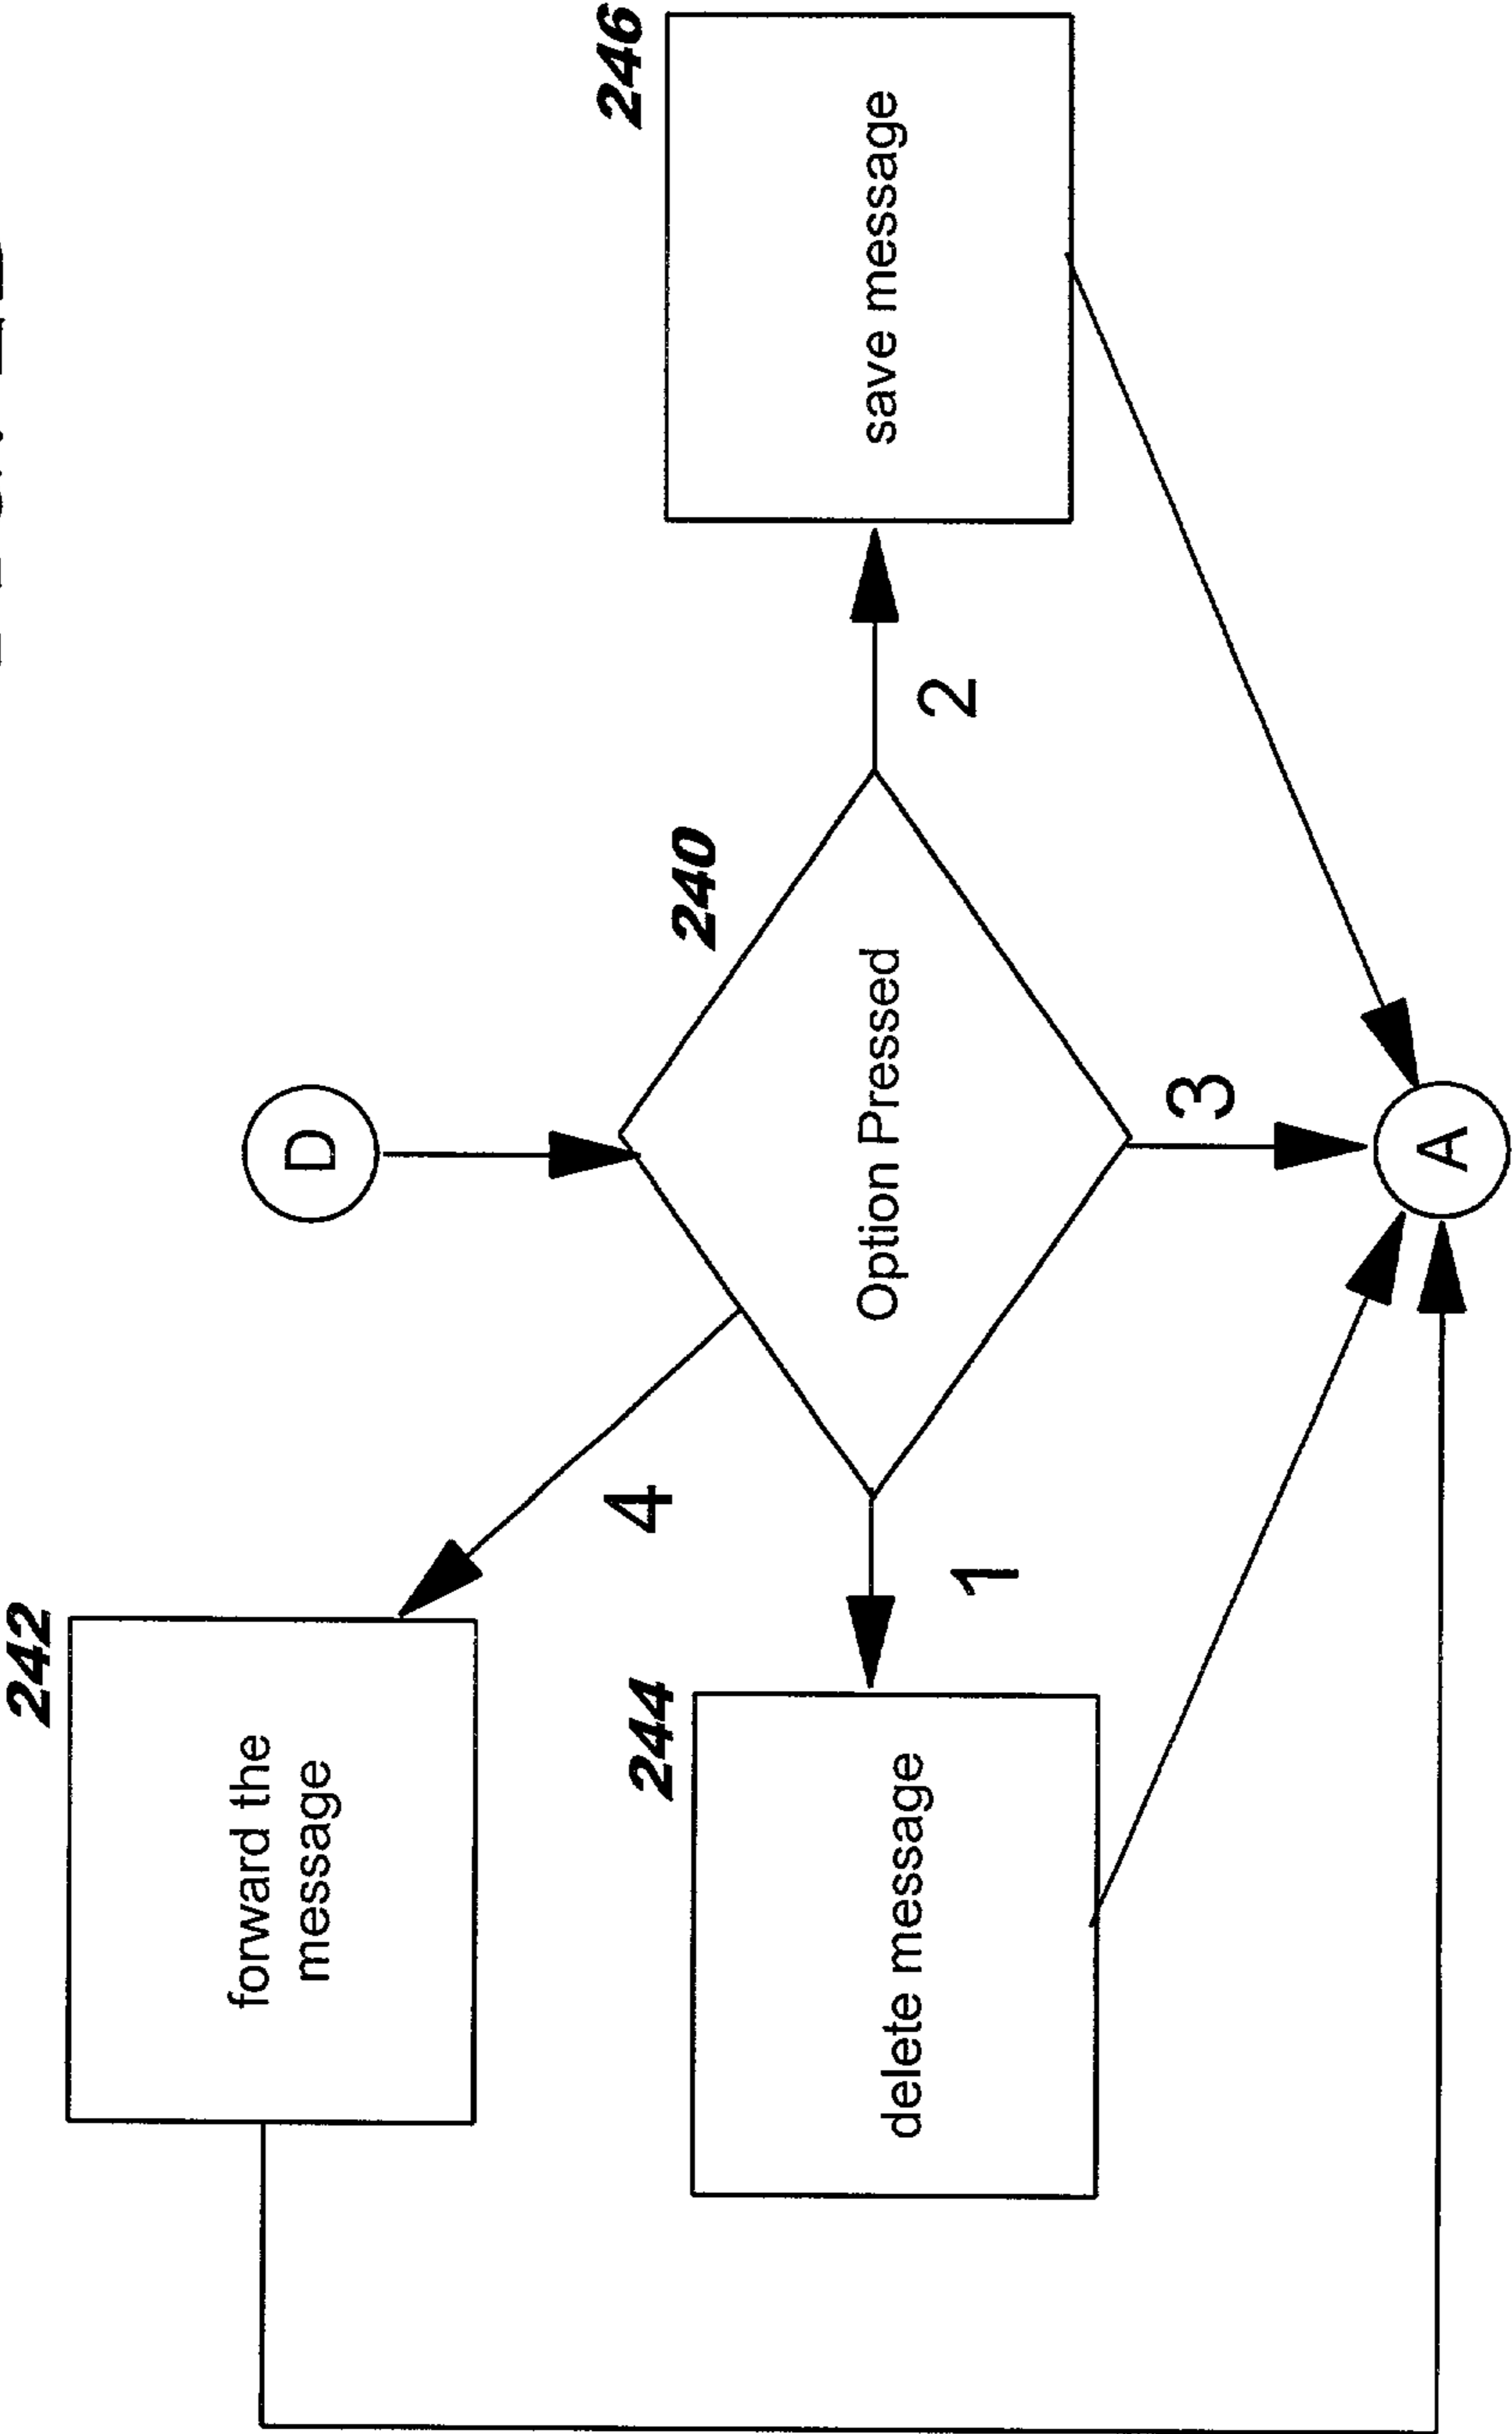 242
forward the
message
D
4
240
246
244
delete message
1
Option Pressed
2
save message
3
A